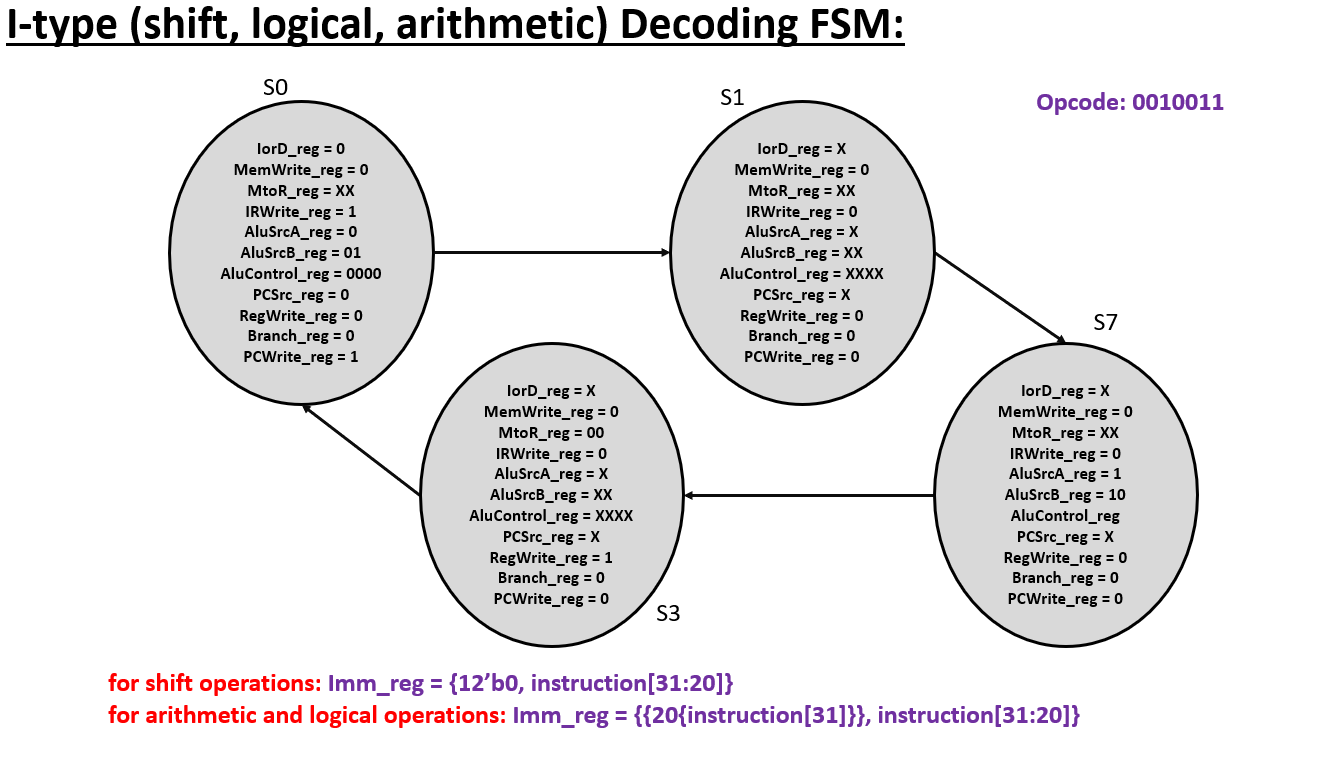 I-type (shift, logical, arithmetic) Decoding FSM:
Opcode: 0010011
S0
IorD_reg = 0
MemWrite_reg = 0
MtoR_reg = XX
IRWrite_reg = 1
AluSrcA_reg = 0
AluSrcB_reg = 01
AluControl_reg = 0000
PCSrc_reg = 0
RegWrite_reg = 0
Branch_reg = 0
PCWrite_reg = 1
S1
IorD_reg = X
MemWrite_reg = 0
MtoR_reg = XX
IRWrite_reg = 0
AluSrcA_reg = X
AluSrcB_reg = XX
AluControl_reg = XXXX
PCSrc_reg = X
RegWrite_reg = 0
Branch_reg = 0
PCWrite_reg = 0
S7
IorD_reg = X
MemWrite_reg = 0
MtoR_reg = XX
IRWrite_reg = 0
AluSrcA_reg = 1
AluSrcB_reg = 10
AluControl_reg
PCSrc_reg = X
RegWrite_reg = 0
Branch_reg = 0
PCWrite_reg = 0
IorD_reg = X
MemWrite_reg = 0
MtoR_reg = 00
IRWrite_reg = 0
AluSrcA_reg = X
AluSrcB_reg = XX
AluControl_reg = XXXX
PCSrc_reg = X
RegWrite_reg = 1
Branch_reg = 0
PCWrite_reg = 0
S3
for shift operations: Imm_reg = {12’b0, instruction[31:20]}
for arithmetic and logical operations: Imm_reg = {{20{instruction[31]}}, instruction[31:20]}